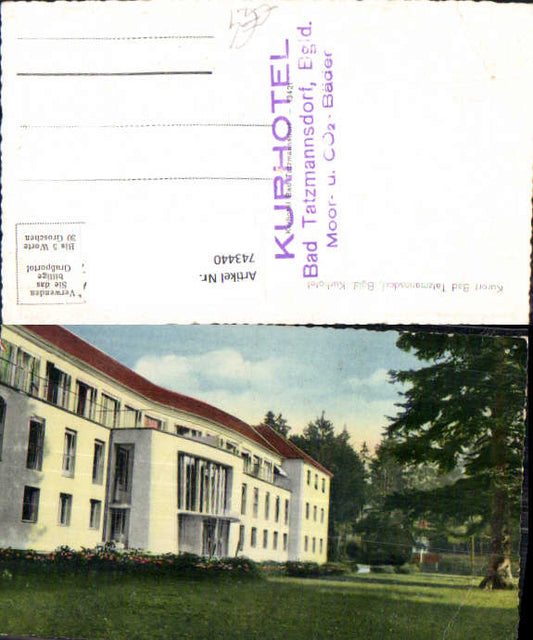 KURHOTEL
Bad Tatzmannsdorf, Bgld.
Moor- u. CO₂- Bäder
Kurort Bad Tatzmannsdorf, Bgld. Kurhotel
Artikel Nr.
743440
Verwenden
Sie das
billige
Grußporto!
Bis 5 Worte
30 Groschen